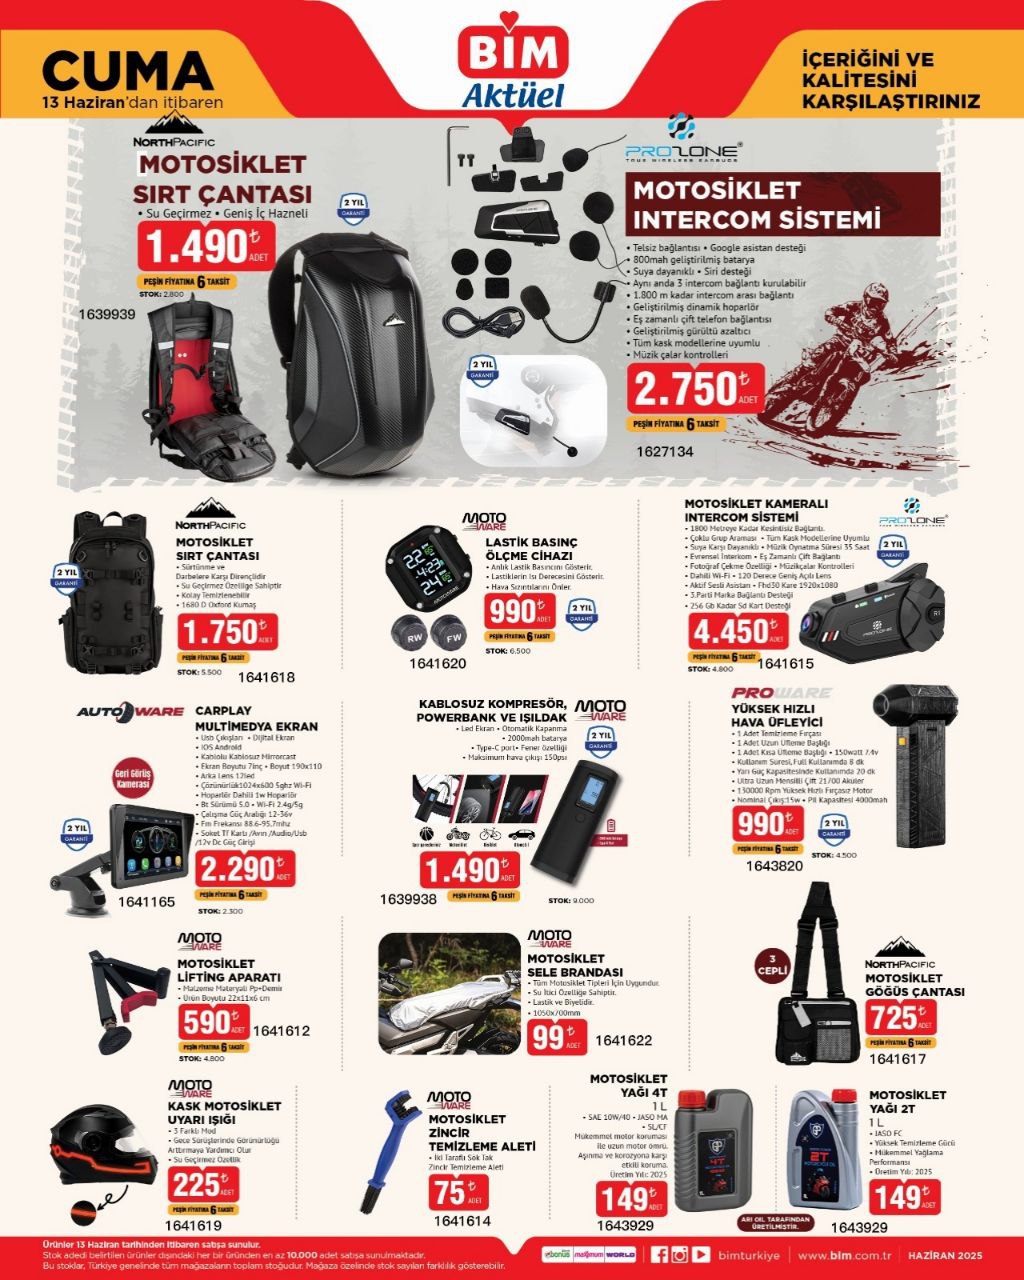 CUMA
13 Haziran'dan itibaren
BİM
Aktüel
İÇERİĞİNİ VE
KALİTESİNİ
KARŞILAŞTIRINIZ
NORTHPACIFIC
MOTOSİKLET
SIRT ÇANTASI
• Su Geçirmez • Geniş İç Hazneli
2 YIL
GARANTİ
1.490₺
ADET
PEŞİN FİYATINA 6 TAKSİT
STOK: 2.800
1639939
PROZONE
TRUE WIRELESS EARBUDS
MOTOSİKLET
INTERCOM SİSTEMİ
• Telsiz bağlantısı • Google asistan desteği
• 800mah geliştirilmiş batarya
• Suya dayanıklı • Siri desteği
• Aynı anda 3 intercom bağlantı kurulabilir
• 1.800 m kadar intercom arası bağlantı
• Geliştirilmiş dinamik hoparlör
• Eş zamanlı çift telefon bağlantısı
• Geliştirilmiş gürültü azaltıcı
• Tüm kask modellerine uyumlu
• Müzik çalar kontrolleri
2 YIL
GARANTİ
2.750₺
ADET
PEŞİN FİYATINA 6 TAKSİT
1627134
NORTHPACIFIC
MOTOSİKLET
SIRT ÇANTASI
• Sürtünme ve
Darbelere Karşı Dirençlidir
• Su Geçirmez Özelliğe Sahiptir
• Kolay Temizlenebilir
• 1680 D Oxford Kumaş
2 YIL
GARANTİ
1.750₺
ADET
PEŞİN FİYATINA 6 TAKSİT
STOK: 5.500
1641618
MOTO
WARE
LASTİK BASINÇ
ÖLÇME CİHAZI
• Anlık Lastik Basıncını Gösterir.
• Lastiklerin Isı Derecesini Gösterir.
• Hava Sızıntılarını Önler.
RW
FW
990₺
ADET
2 YIL
GARANTİ
PEŞİN FİYATINA 6 TAKSİT
STOK: 6.500
1641620
MOTOSİKLET KAMERALI
INTERCOM SİSTEMİ
PROZONE
• 1800 Metreye Kadar Kesintisiz Bağlantı.
• Çoklu Grup Araması • Tüm Kask Modellerine Uyumlu
• Suya Karşı Dayanıklı • Müzik Oynatma Süresi 35 Saat
• Evrensel İntercom • Eş Zamanlı Çift Bağlantı
• Fotoğraf Çekme Özelliği • Müzikçalar Kontrolleri
• Dahili Wi-Fi • 120 Derece Geniş Açılı Lens
• Aktif Sesli Asistan • Fhd30 Kare 1920x1080
• 3.Parti Marka Bağlantı Desteği
• 256 Gb Kadar Sd Kart Desteği
2 YIL
GARANTİ
4.450₺
ADET
PEŞİN FİYATINA 6 TAKSİT
STOK: 4.800
1641615
AUTOWARE
CARPLAY
MULTİMEDYA EKRAN
• Usb Çıkışları • Dijital Ekran
• IOS Android
• Kablolu Kablosuz Mirrorcast
• Ekran Boyutu 7inç • Boyut 190x110
• Arka Lens 12led
• Çözünürlük1024x600 5ghz Wi-Fi
• Hoparlör Dahili 1w Hoparlör
• Bt Sürümü 5.0 • Wi-Fi 2.4g/5g
• Çalışma Güç Aralığı 12-36v
• Fm Frekansı 88.6-95.7mhz
• Soket Tf Kartı /Avın /Audio/Usb
/12v Dc Güç Girişi
Geri Görüş
Kamerası
2 YIL
GARANTİ
2.290₺
ADET
PEŞİN FİYATINA 6 TAKSİT
STOK: 2.300
1641165
KABLOSUZ KOMPRESÖR,
POWERBANK VE IŞILDAK
MOTO
WARE
• Led Ekran • Otomatik Kapanma
• 2000mah batarya
• Type-C port• Fener özelliği
• Maksimum hava çıkışı 150psi
2 YIL
GARANTİ
1.490₺
ADET
1639938
PEŞİN FİYATINA 6 TAKSİT
STOK: 9.000
PROWARE
YÜKSEK HIZLI
HAVA ÜFLEYİCİ
• 1 Adet Temizleme Fırçası
• 1 Adet Uzun Üfleme Başlığı
• 1 Adet Kısa Üfleme Başlığı • 150watt 7.4v
• Kullanım Süresi,Full Kullanımda 8 dk
• Yarı Güç Kapasitesinde Kullanımda 20 dk
• Ultra Uzun Mensilli Çift 21700 Aküler
• 130000 Rpm Yüksek Hızlı Fırçasız Motor
• Nominal Çıkış:15w • Pil Kapasitesi 4000mah
990₺
ADET
2 YIL
GARANTİ
PEŞİN FİYATINA 6 TAKSİT
STOK: 4.500
1643820
MOTO
WARE
MOTOSİKLET
LİFTİNG APARATI
• Malzeme Materyali Pp+Demir
• Ürün Boyutu 22x11x6 cm
590₺
ADET
1641612
PEŞİN FİYATINA 6 TAKSİT
STOK: 4.800
MOTO
WARE
MOTOSİKLET
SELE BRANDASI
• Tüm Motosiklet Tipleri İçin Uygundur.
• Su İtici Özelliğe Sahiptir.
• Lastik ve Biyelidir.
• 1050x700mm
99₺
ADET
1641622
3
CEPLİ
NORTHPACIFIC
MOTOSİKLET
GÖĞÜS ÇANTASI
725₺
ADET
PEŞİN FİYATINA 6 TAKSİT
1641617
MOTO
WARE
KASK MOTOSİKLET
UYARI IŞIĞI
• 3 Farklı Mod
• Gece Sürüşlerinde Görünürlüğü
Arttırmaya Yardımcı Olur
• Su Geçirmez Özellik
225₺
ADET
PEŞİN FİYATINA 6 TAKSİT
1641619
MOTO
WARE
MOTOSİKLET
ZİNCİR
TEMİZLEME ALETİ
• İki Taraflı Sök Tak
Zincir Temizleme Aleti
75₺
ADET
1641614
MOTOSİKLET
YAĞI 4T
1 L
• SAE 10W/40 • JASO MA
• SL/CF
Mükemmel motor koruması
ile uzun motor ömrü.
Aşınma ve korozyona karşı
etkili koruma.
Üretim Yılı: 2025
149₺
ADET
1643929
4T
ARI OIL TARAFINDAN
ÜRETİLMİŞTİR.
2T
MOTOSİKLET
YAĞI 2T
1 L
• JASO FC
• Yüksek Temizleme Gücü
• Mükemmel Yağlama
Performansı
• Üretim Yılı: 2025
149₺
ADET
1643929
Ürünler 13 Haziran tarihinden itibaren satışa sunulur.
Stok adedi belirtilen ürünler dışındaki her bir üründen en az 10.000 adet satışa sunulmaktadır.
Bu stoklar, Türkiye genelinde tüm mağazaların toplam stoğudur. Mağaza özelinde stok sayıları farklılık gösterebilir.
bonus maximum WORLD
bimturkiye
www.bim.com.tr
HAZİRAN 2025